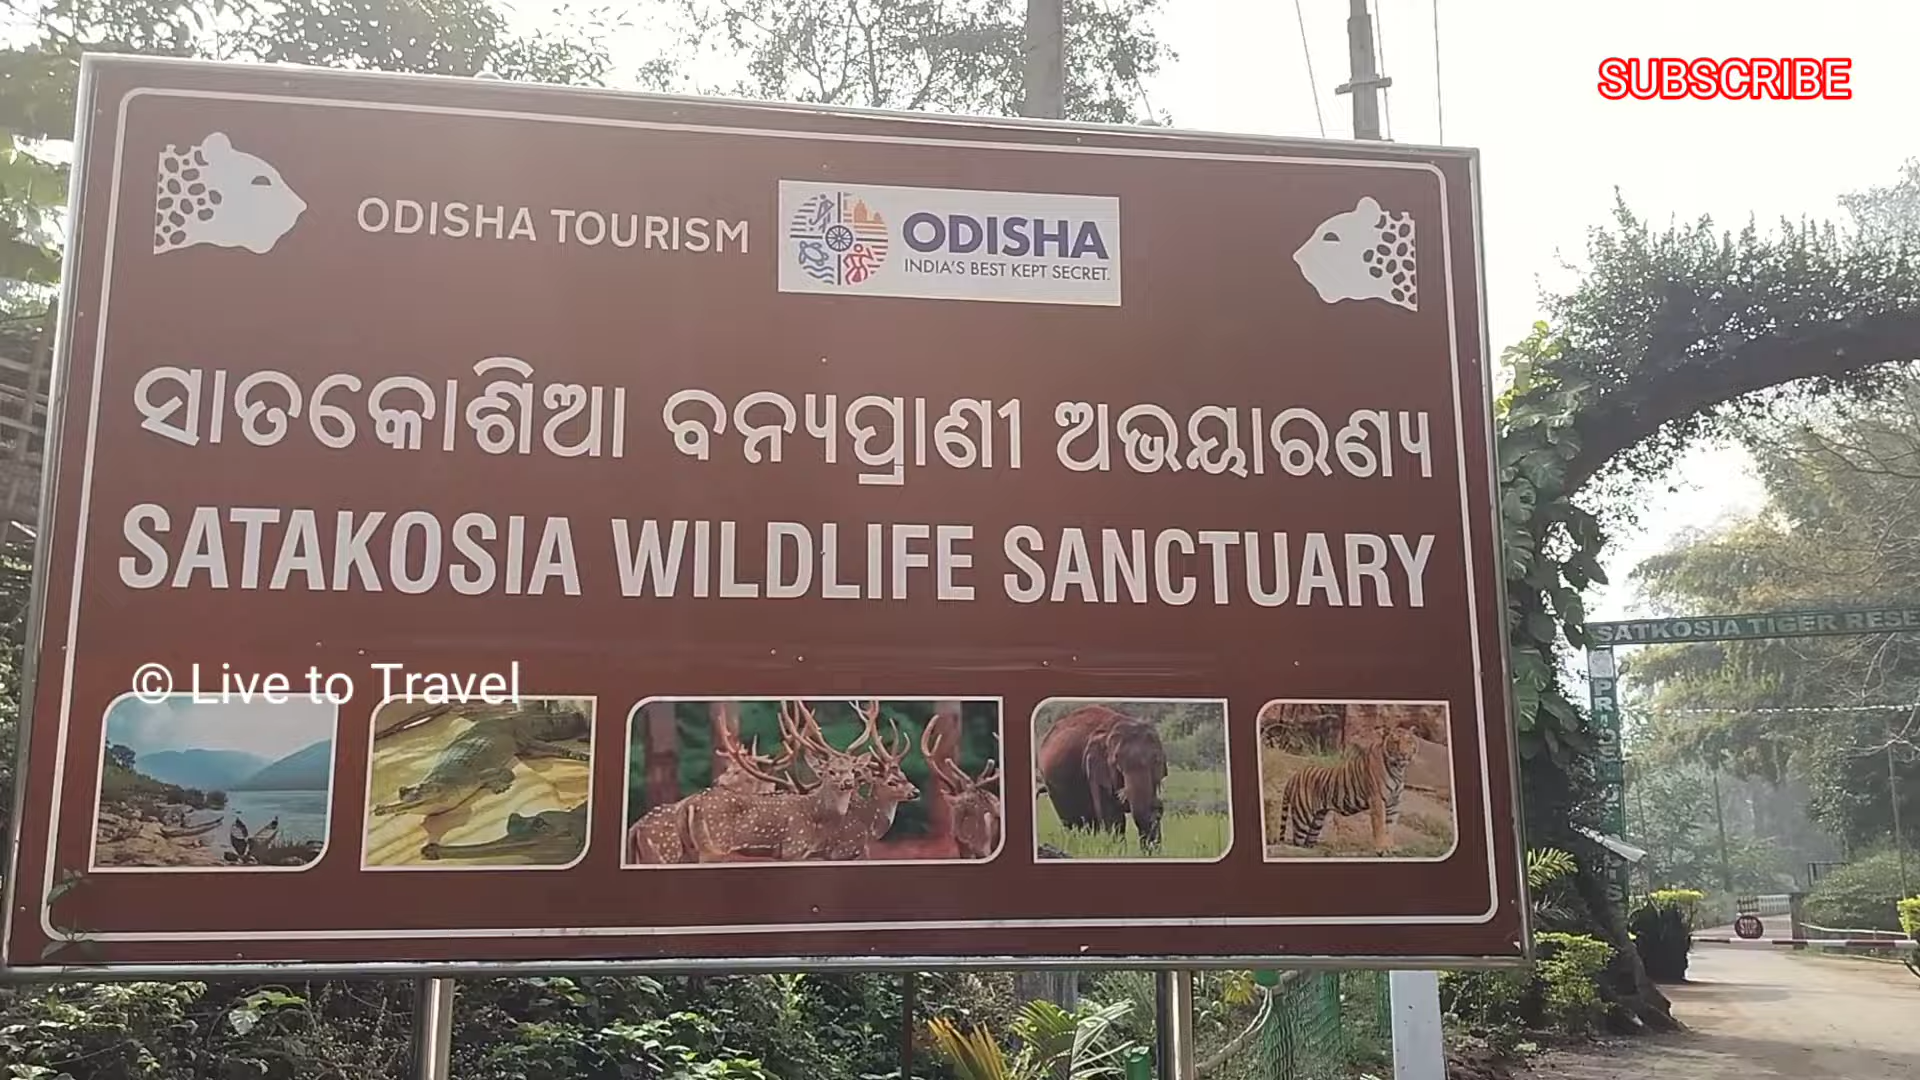 SUBSCRIBE
ODISHA TOURISM
ODISHA
INDIA'S BEST KEPT SECRET.
ସାତକୋଶିଆ ବନ୍ୟପ୍ରାଣୀ ଅଭୟାରଣ୍ୟ
SATAKOSIA WILDLIFE SANCTUARY
© Live to Travel
SATKOSIA TIGER RESE
STOP